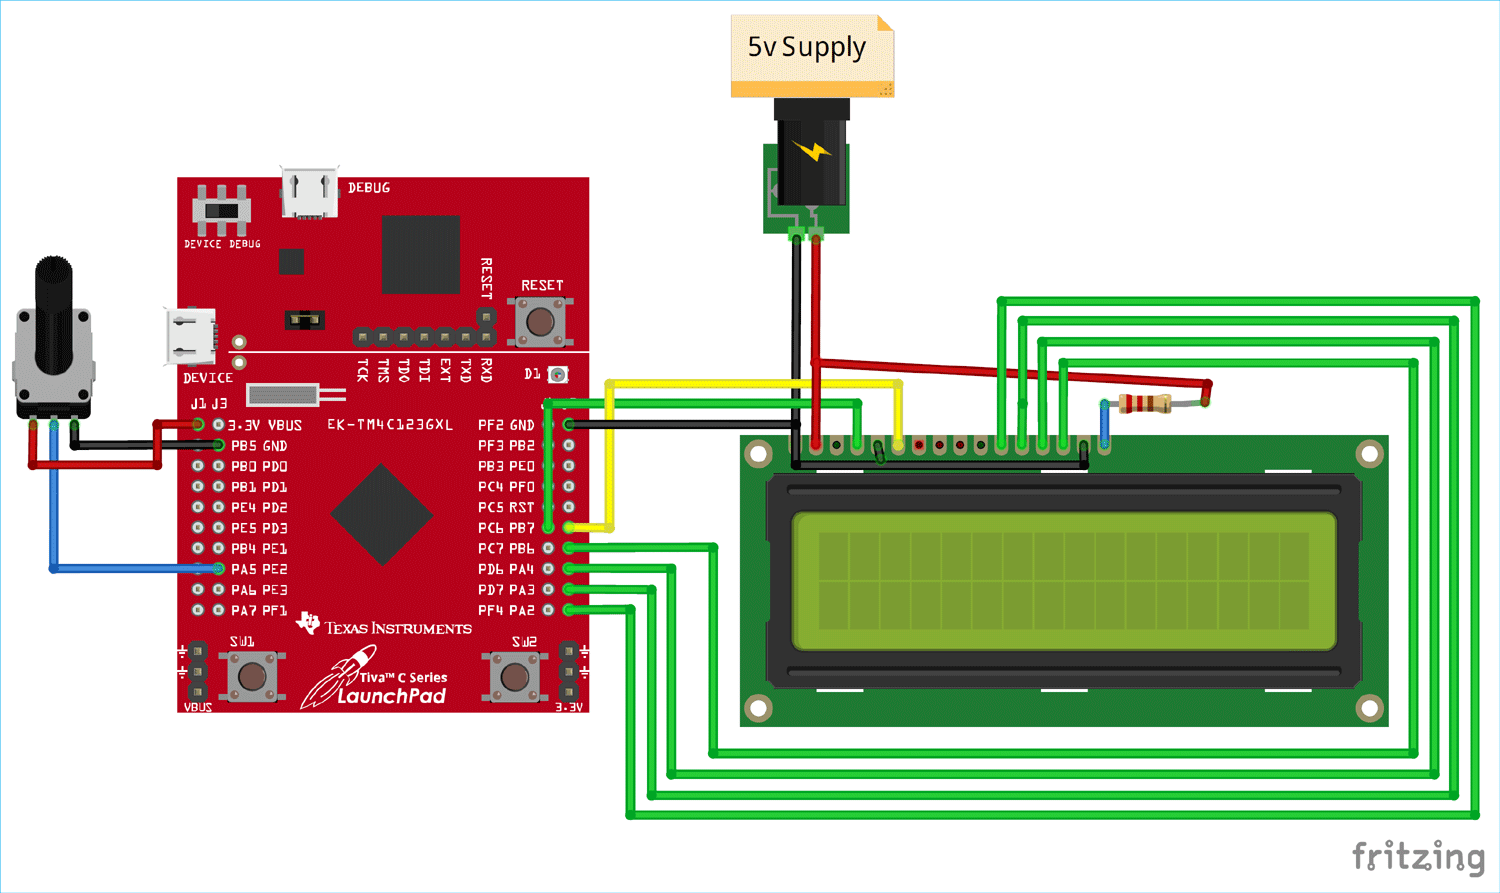 5v Supply
DEBUG
DEVICE DEBUG
RESET
RESET
TCK
TMS
TDO
TDI
EXT
TXD
RXD
DEVICE
D1
J1 J3
3.3V VBUS
PB5 GND
PB0 PD0
PB1 PD1
PE4 PD2
PE5 PD3
PB4 PE1
PA5 PE2
PA6 PE3
PA7 PF1
EK-TM4C123GXL
PF2 GND
PF3 PB2
PB3 PE0
PC4 PF0
PC5 RST
PC6 PB7
PC7 PB6
PD6 PA4
PD7 PA3
PF4 PA2
TEXAS INSTRUMENTS
SW1
SW2
Tiva™ C Series
LaunchPad
VBUS
3.3V
fritzing